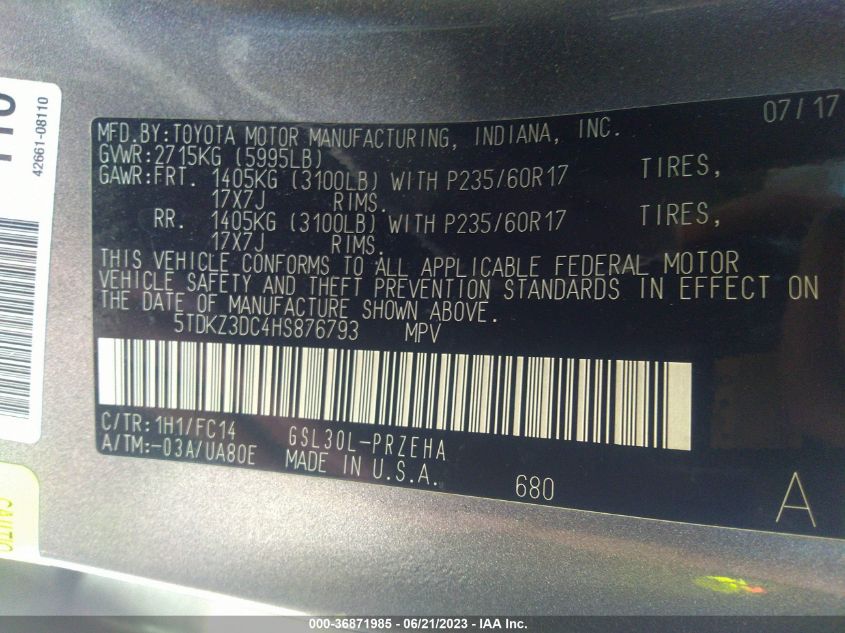 110
42661-08110
07/17
MFD.BY:TOYOTA MOTOR MANUFACTURING, INDIANA, INC.
GVWR:2715KG (5995LB)
GAWR:FRT. 1405KG (3100LB) WITH P235/60R17 TIRES,
17X7J RIMS.
RR. 1405KG (3100LB) WITH P235/60R17 TIRES,
17X7J RIMS.
THIS VEHICLE CONFORMS TO ALL APPLICABLE FEDERAL MOTOR
VEHICLE SAFETY AND THEFT PREVENTION STANDARDS IN EFFECT ON
THE DATE OF MANUFACTURE SHOWN ABOVE.
5TDKZ3DC4HS876793 MPV
C/TR:1H1/FC14 GSL30L-PRZEHA
A/TM:-03A/UA80E MADE IN U.S.A.
680
A
CAUTIO
000-36871985 - 06/21/2023 - © IAA Inc.